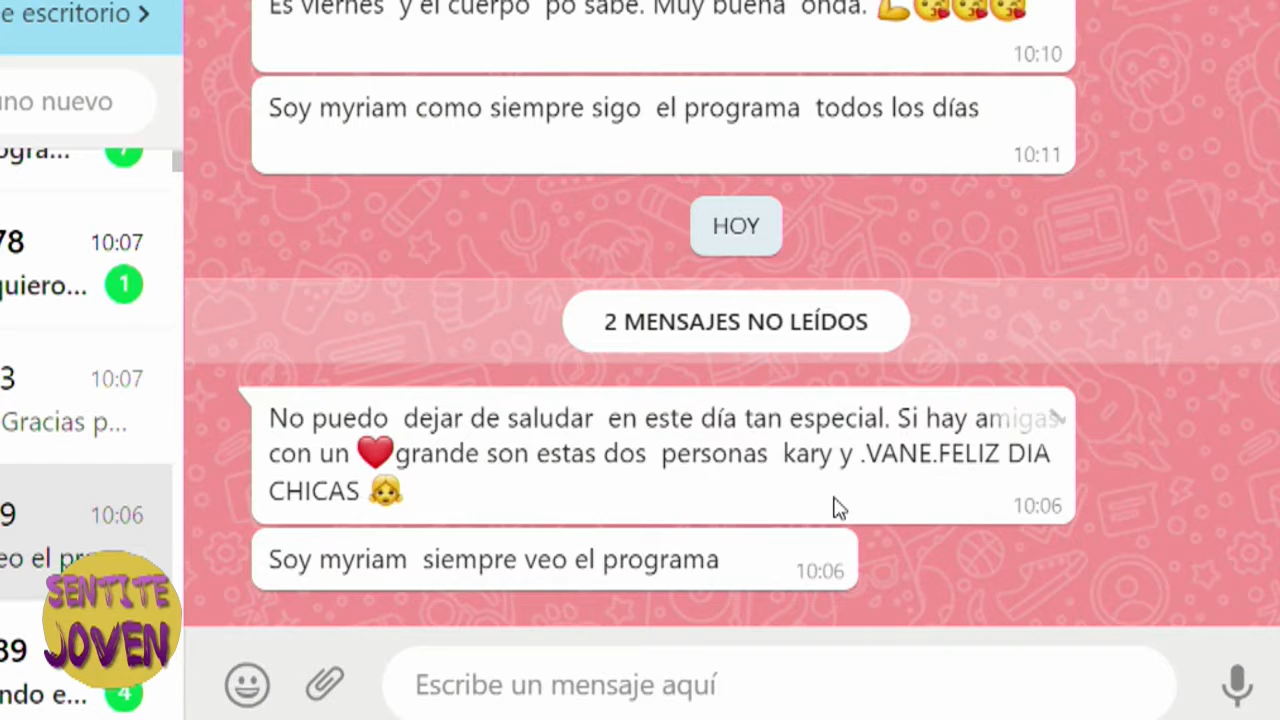 e escritorio
Es viernes y el cuerpo po sabe. Muy buena onda. 💪😘😘😘
10:10
uno nuevo
Soy myriam como siempre sigo el programa todos los días
10:11
ogra...
7
HOY
78 10:07
quiero... 1
2 MENSAJES NO LEÍDOS
3 10:07
Gracias p...
No puedo dejar de saludar en este día tan especial. Si hay amigas
con un ❤️grande son estas dos personas kary y .VANE.FELIZ DIA
CHICAS 👧
10:06
9 10:06
eo el pr
Soy myriam siempre veo el programa
10:06
SENTITE
JOVEN
39
ndo e... 4
Escribe un mensaje aquí